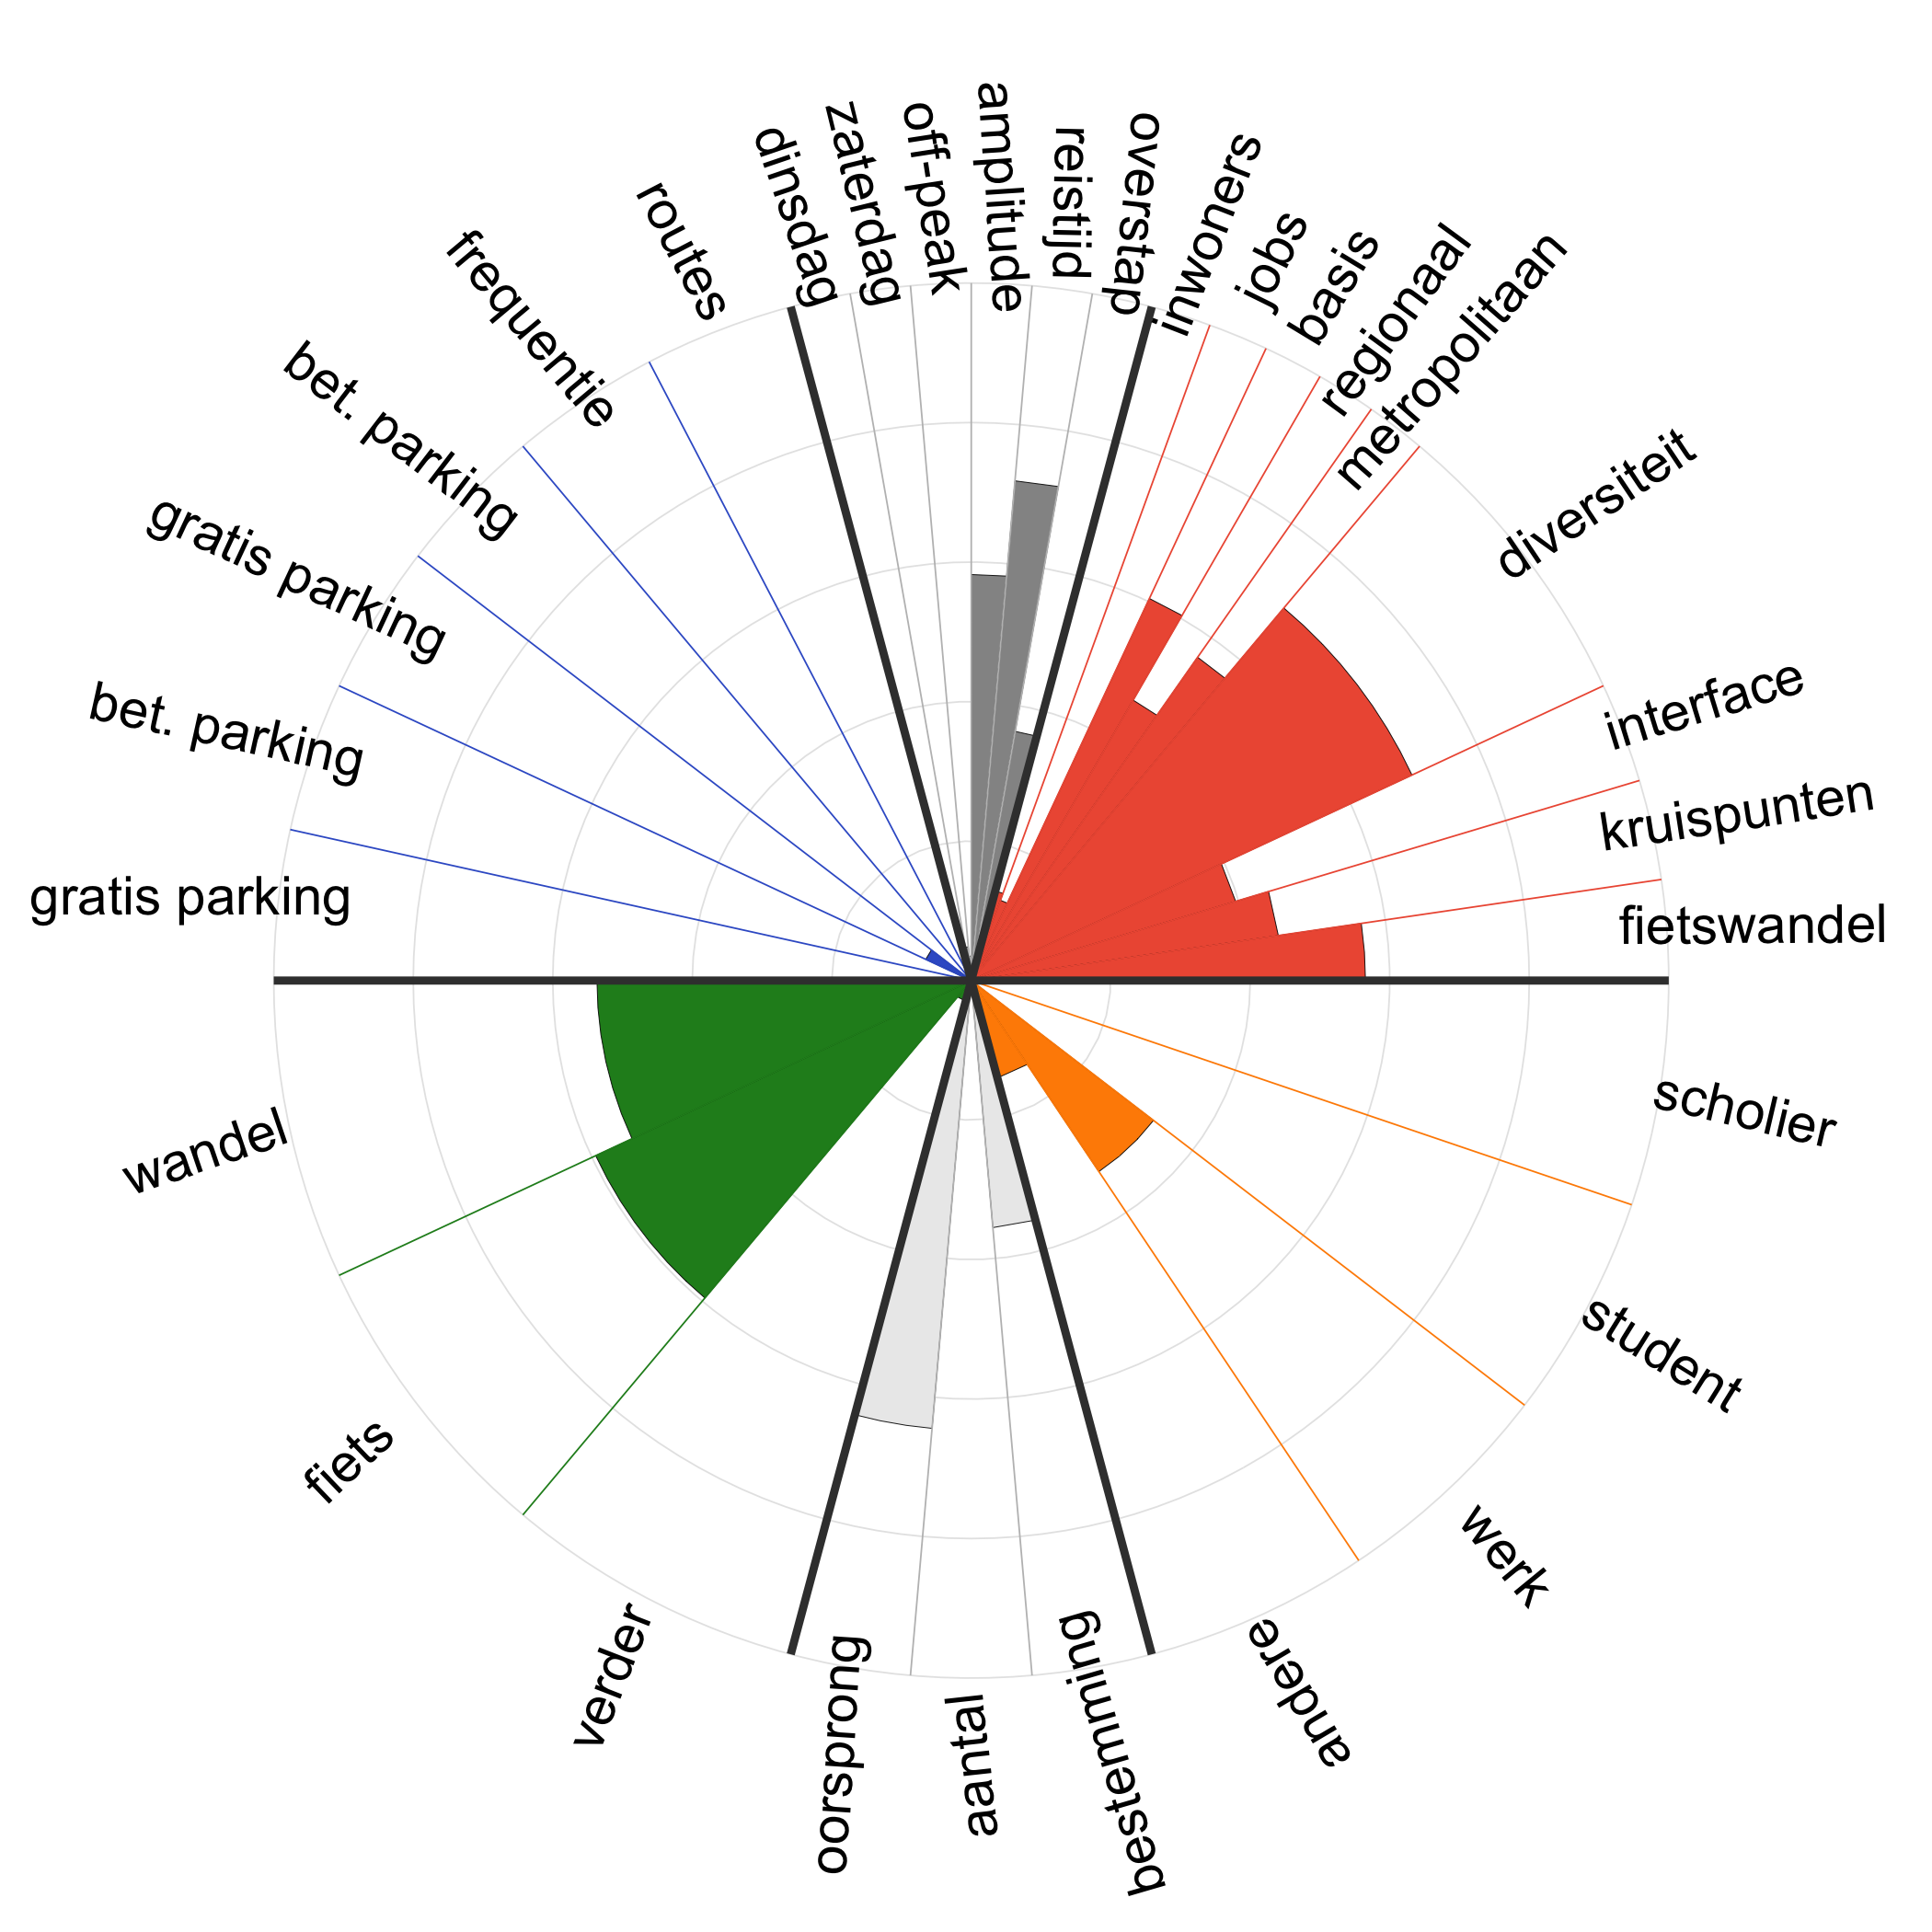 dinsdag
zaterdag
off-peak
amplitude
reistijd
overstap
inwoners
jobs
basis
regionaal
metropolitaan
diversiteit
interface
kruispunten
fietswandel
scholier
student
werk
andere
bestemming
aantal
oorsprong
verder
fiets
wandel
gratis parking
bet. parking
gratis parking
bet. parking
frequentie
routes